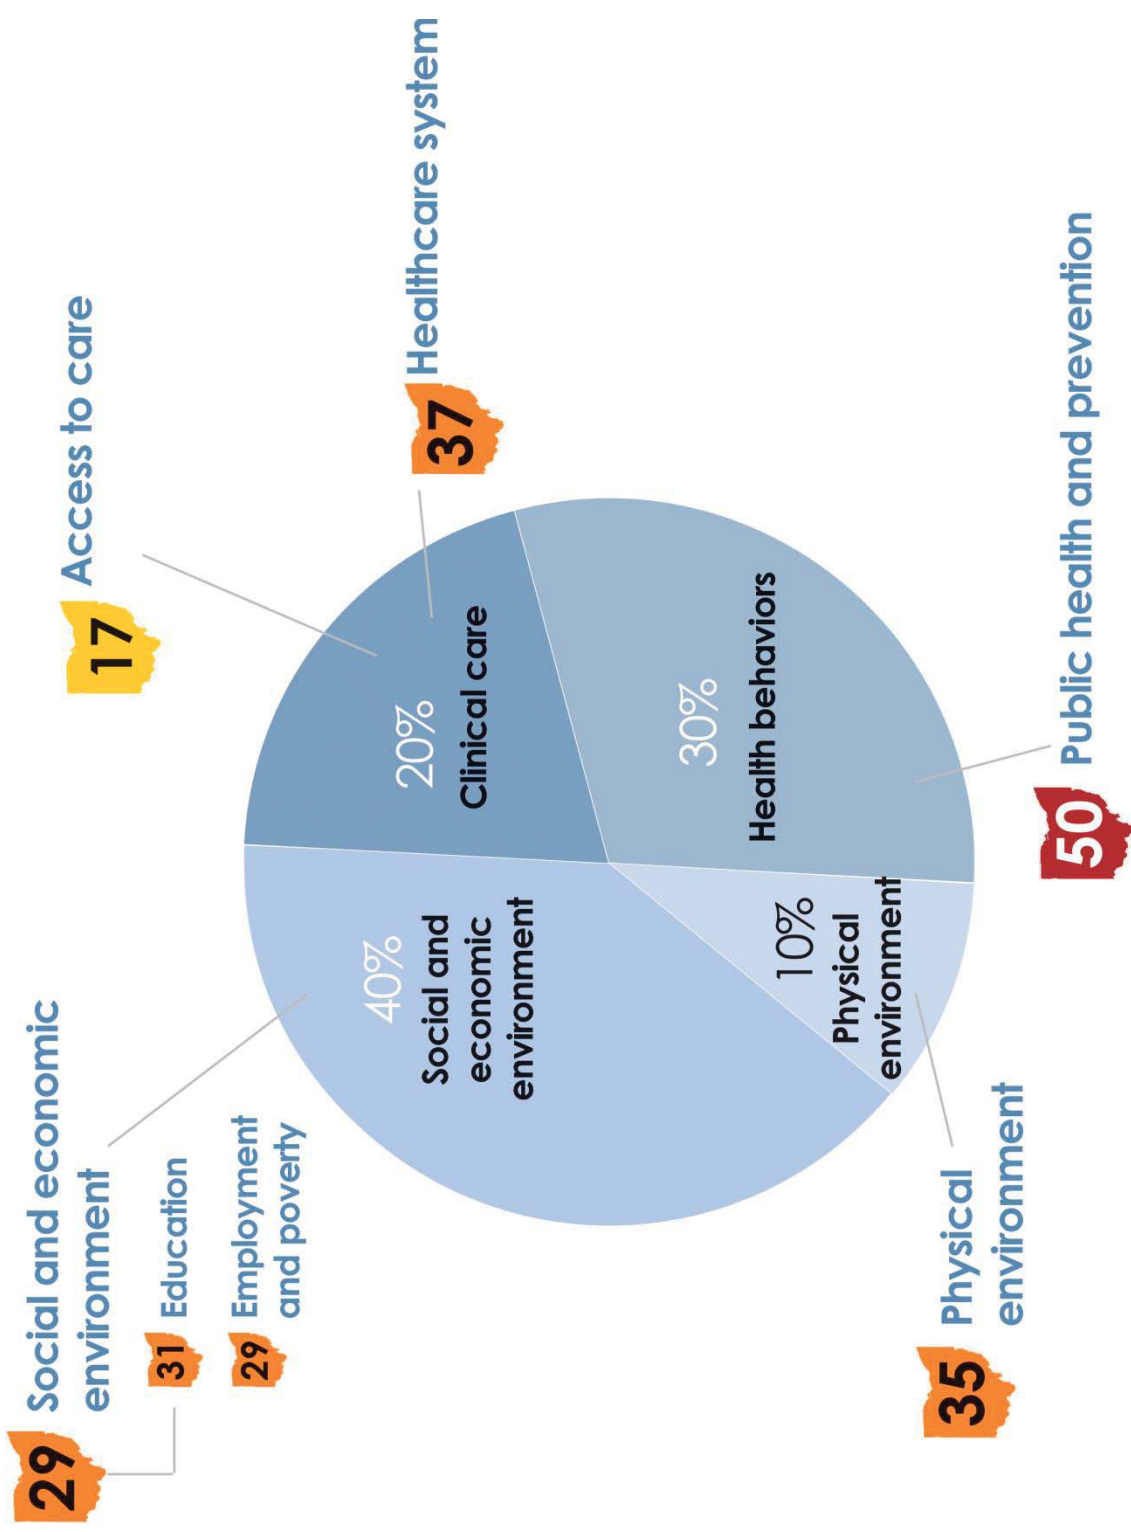 29
Social and economic
environment
31
Education
29
Employment
and poverty
17
Access to care
37
Healthcare system
40%
Social and
economic
environment
20%
Clinical care
30%
Health behaviors
10%
Physical
environment
35
Physical
environment
50
Public health and prevention